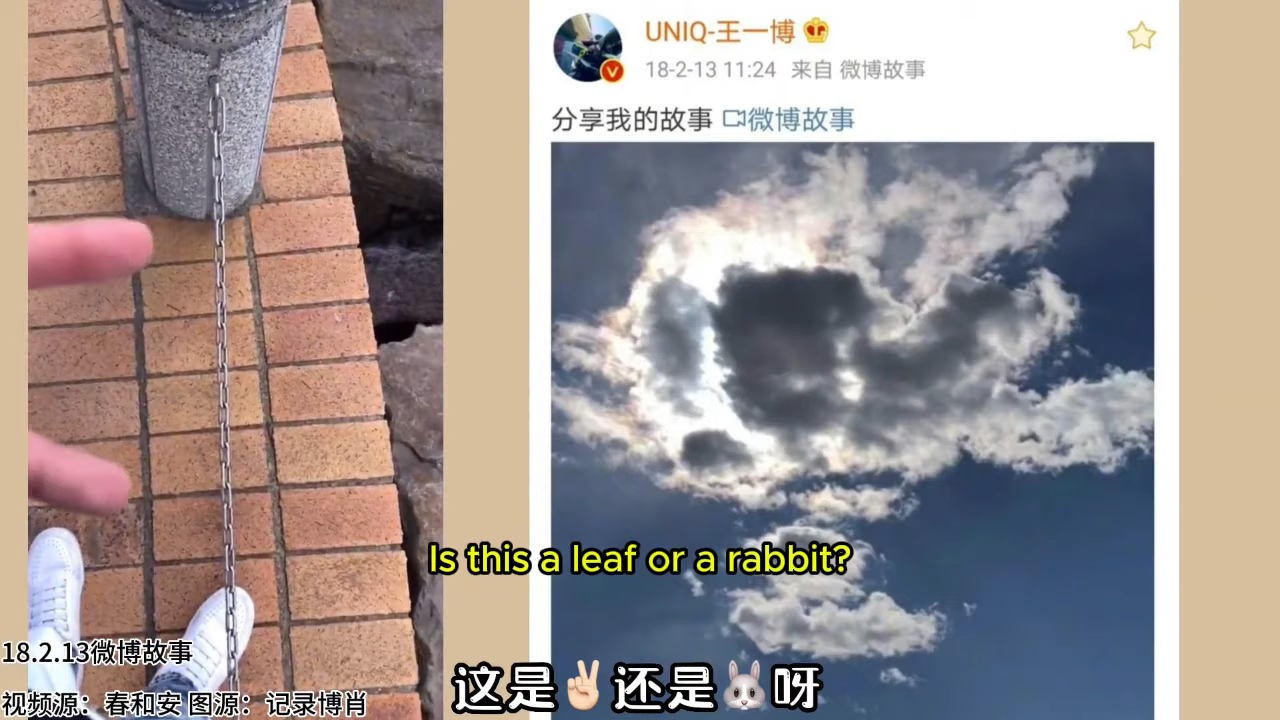 UNIQ-王一博
18-2-13 11:24 来自 微博故事
分享我的故事 微博故事
Is this a leaf or a rabbit?
18.2.13微博故事
视频源：春和安 图源：记录博肖
这是✌🏻还是🐰呀